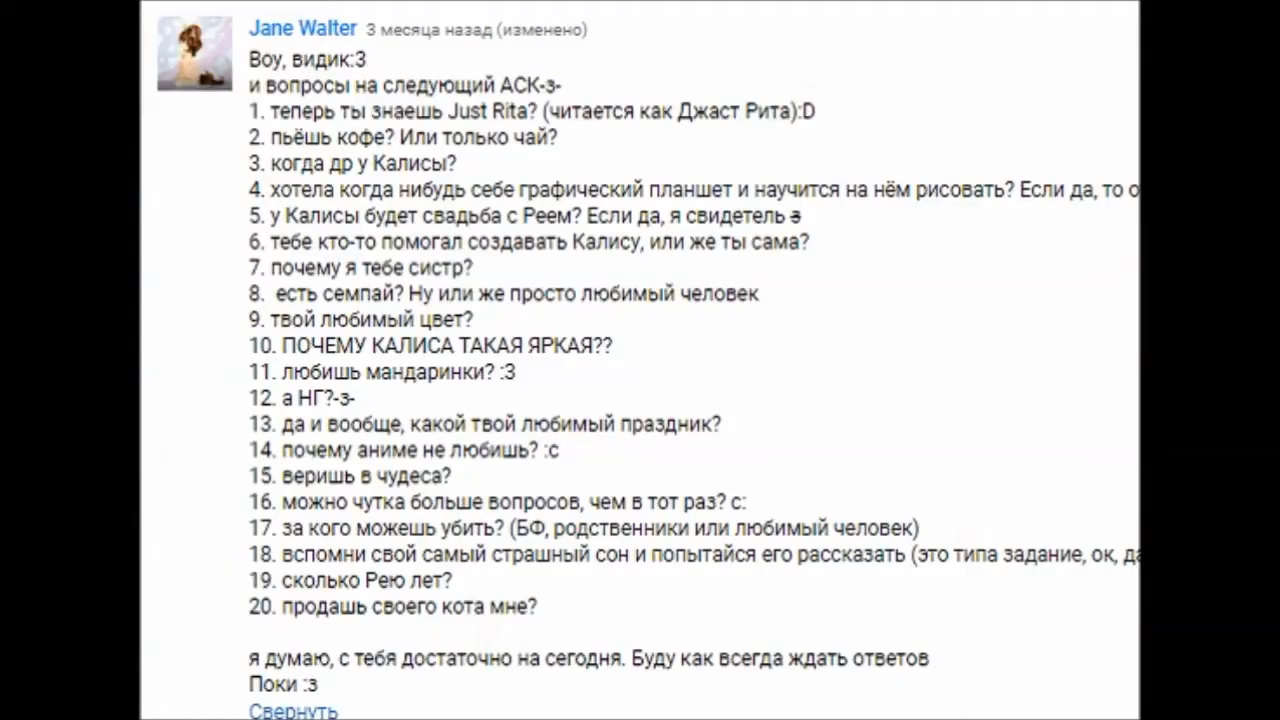 Jane Walter 3 месяца назад (изменено)
Воу, видик:3
и вопросы на следующий АСК-з-
1. теперь ты знаешь Just Rita? (читается как Джаст Рита):D
2. пьёшь кофе? Или только чай?
3. когда др у Калисы?
4. хотела когда нибудь себе графический планшет и научится на нём рисовать? Если да, то о
5. у Калисы будет свадьба с Реем? Если да, я свидетель з
6. тебе кто-то помогал создавать Калису, или же ты сама?
7. почему я тебе систр?
8. есть семпай? Ну или же просто любимый человек
9. твой любимый цвет?
10. ПОЧЕМУ КАЛИСА ТАКАЯ ЯРКАЯ??
11. любишь мандаринки? :3
12. а НГ?-з-
13. да и вообще, какой твой любимый праздник?
14. почему аниме не любишь? :с
15. веришь в чудеса?
16. можно чутка больше вопросов, чем в тот раз? с:
17. за кого можешь убить? (БФ, родственники или любимый человек)
18. вспомни свой самый страшный сон и попытайся его рассказать (это типа задание, ок, да
19. сколько Рею лет?
20. продашь своего кота мне?
я думаю, с тебя достаточно на сегодня. Буду как всегда ждать ответов
Поки :з
Свернуть